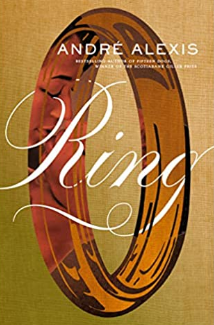 ANDRÉ ALEXIS
BESTSELLING AUTHOR OF FIFTEEN DOGS,
WINNER OF THE SCOTIABANK GILLER PRIZE
Ring